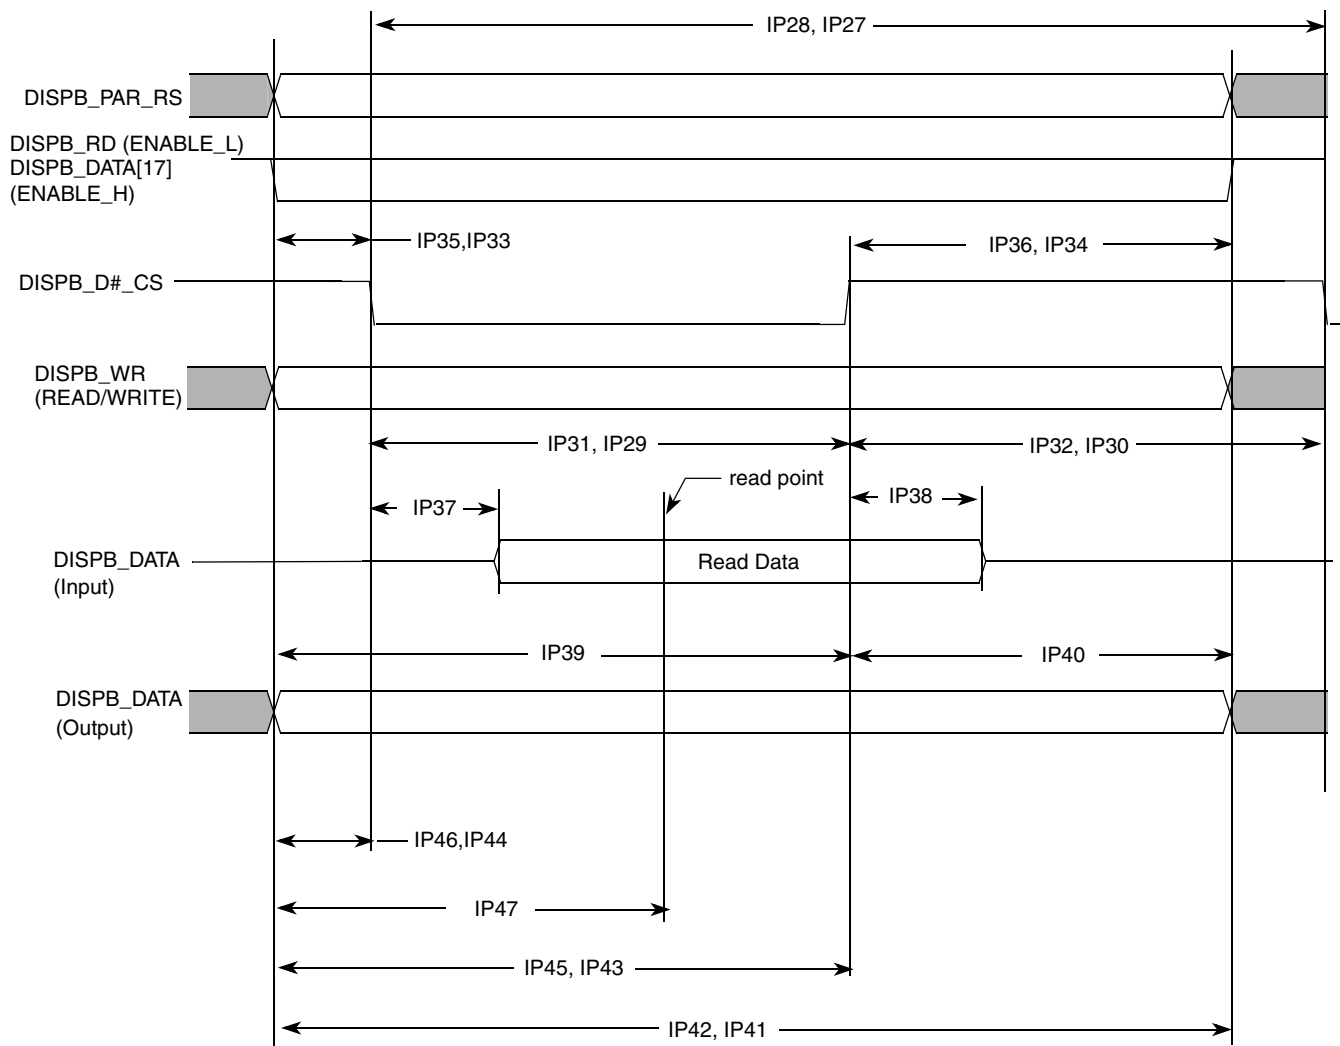 IP28, IP27
DISPB_PAR_RS
DISPB_RD (ENABLE_L)
DISPB_DATA[17]
(ENABLE_H)
IP35,IP33
IP36, IP34
DISPB_D#_CS
DISPB_WR
(READ/WRITE)
IP31, IP29
IP32, IP30
read point
IP37
IP38
DISPB_DATA
(Input)
Read Data
IP39
IP40
DISPB_DATA
(Output)
IP46,IP44
IP47
IP45, IP43
IP42, IP41